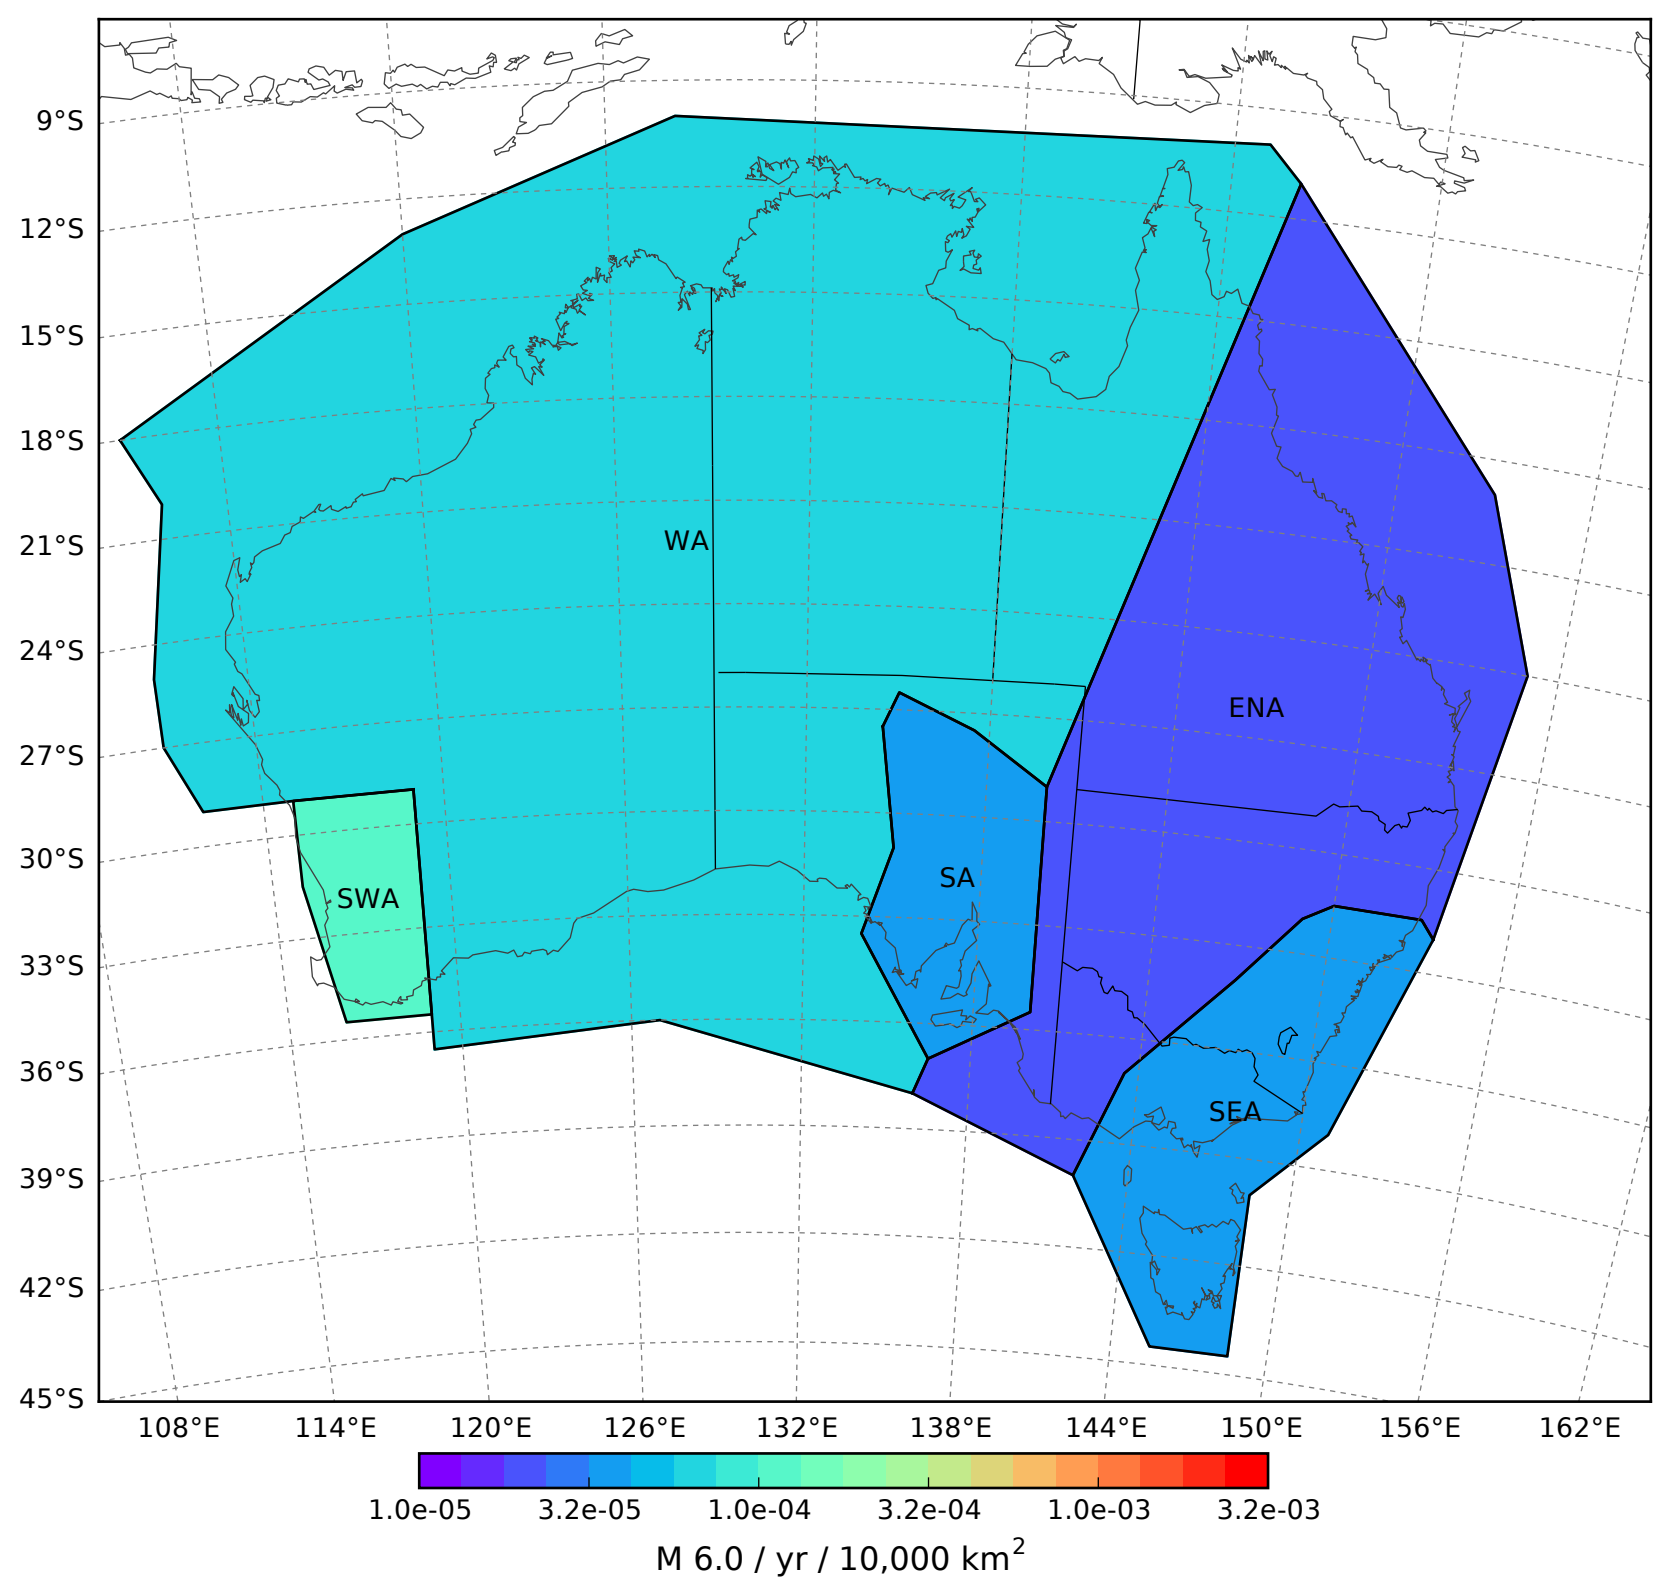 9°S
12°S
15°S
18°S
21°S
WA
24°S
ENA
27°S
30°S
SA
SWA
33°S
36°S
SEA
39°S
42°S
45°S
108°E 114°E 120°E 126°E 132°E 138°E 144°E 150°E 156°E 162°E
1.0e-05 3.2e-05 1.0e-04 3.2e-04 1.0e-03 3.2e-03
M 6.0 / yr / 10,000 km²